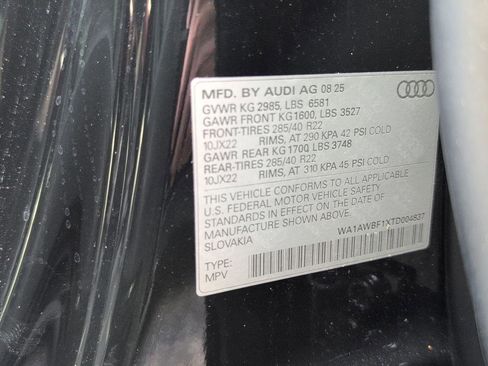 MFD. BY AUDI AG 08 25
GVWR KG 2985, LBS 6581
GAWR FRONT KG1600, LBS 3527
FRONT-TIRES 285/40 R22
10JX22 RIMS, AT 290 KPA 42 PSI COLD
GAWR REAR KG 1700, LBS 3748
REAR-TIRES 285/40 R22
10JX22 RIMS, AT 310 KPA 45 PSI COLD
THIS VEHICLE CONFORMS TO ALL APPLICABLE
U.S. FEDERAL MOTOR VEHICLE SAFETY
STANDARDS IN EFFECT ON THE DATE OF
MANUFACTURE SHOWN ABOVE.
SLOVAKIA WA1AWBF1XTD004837
TYPE:
MPV